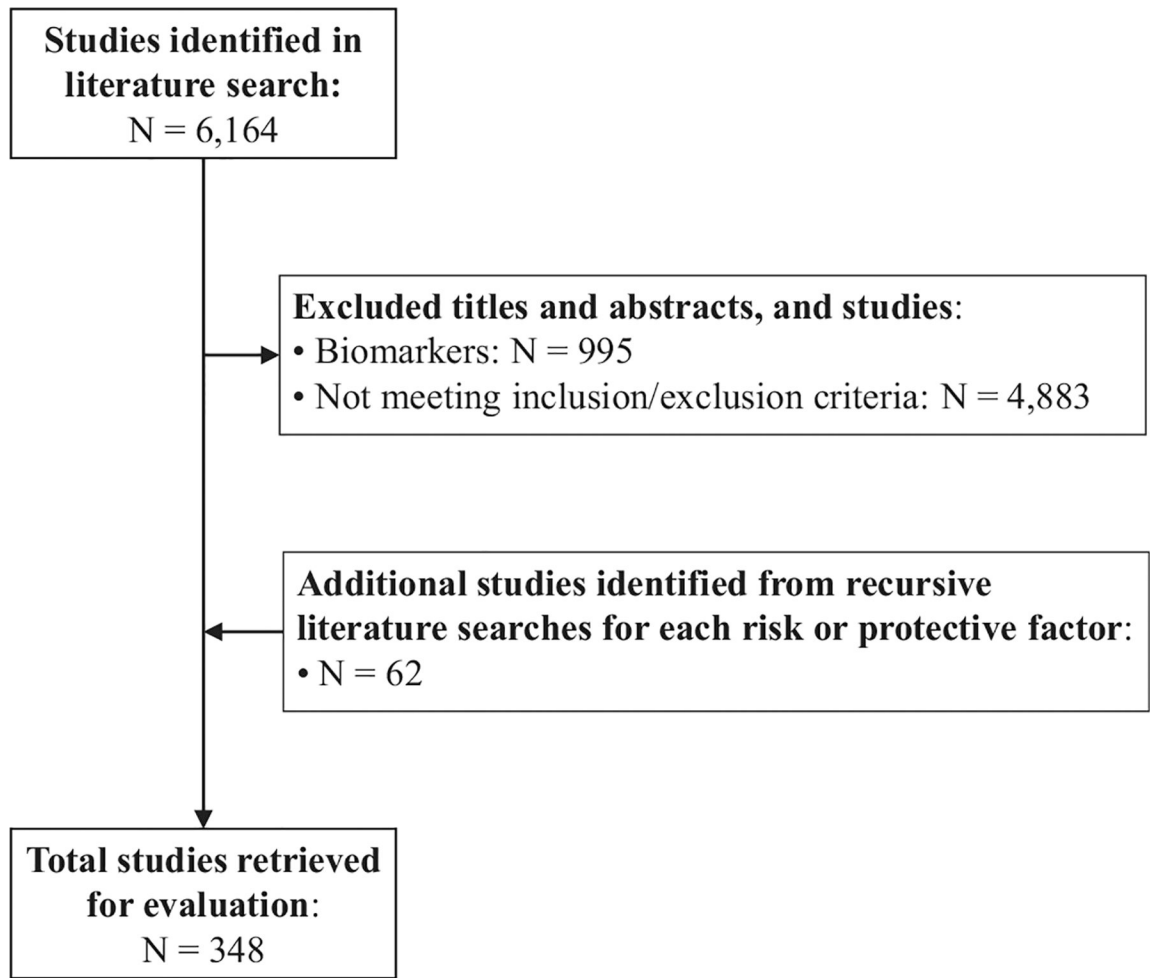 Studies identified in
literature search:
N = 6,164
Excluded titles and abstracts, and studies:
• Biomarkers: N = 995
• Not meeting inclusion/exclusion criteria: N = 4,883
Additional studies identified from recursive
literature searches for each risk or protective factor:
• N = 62
Total studies retrieved
for evaluation:
N = 348